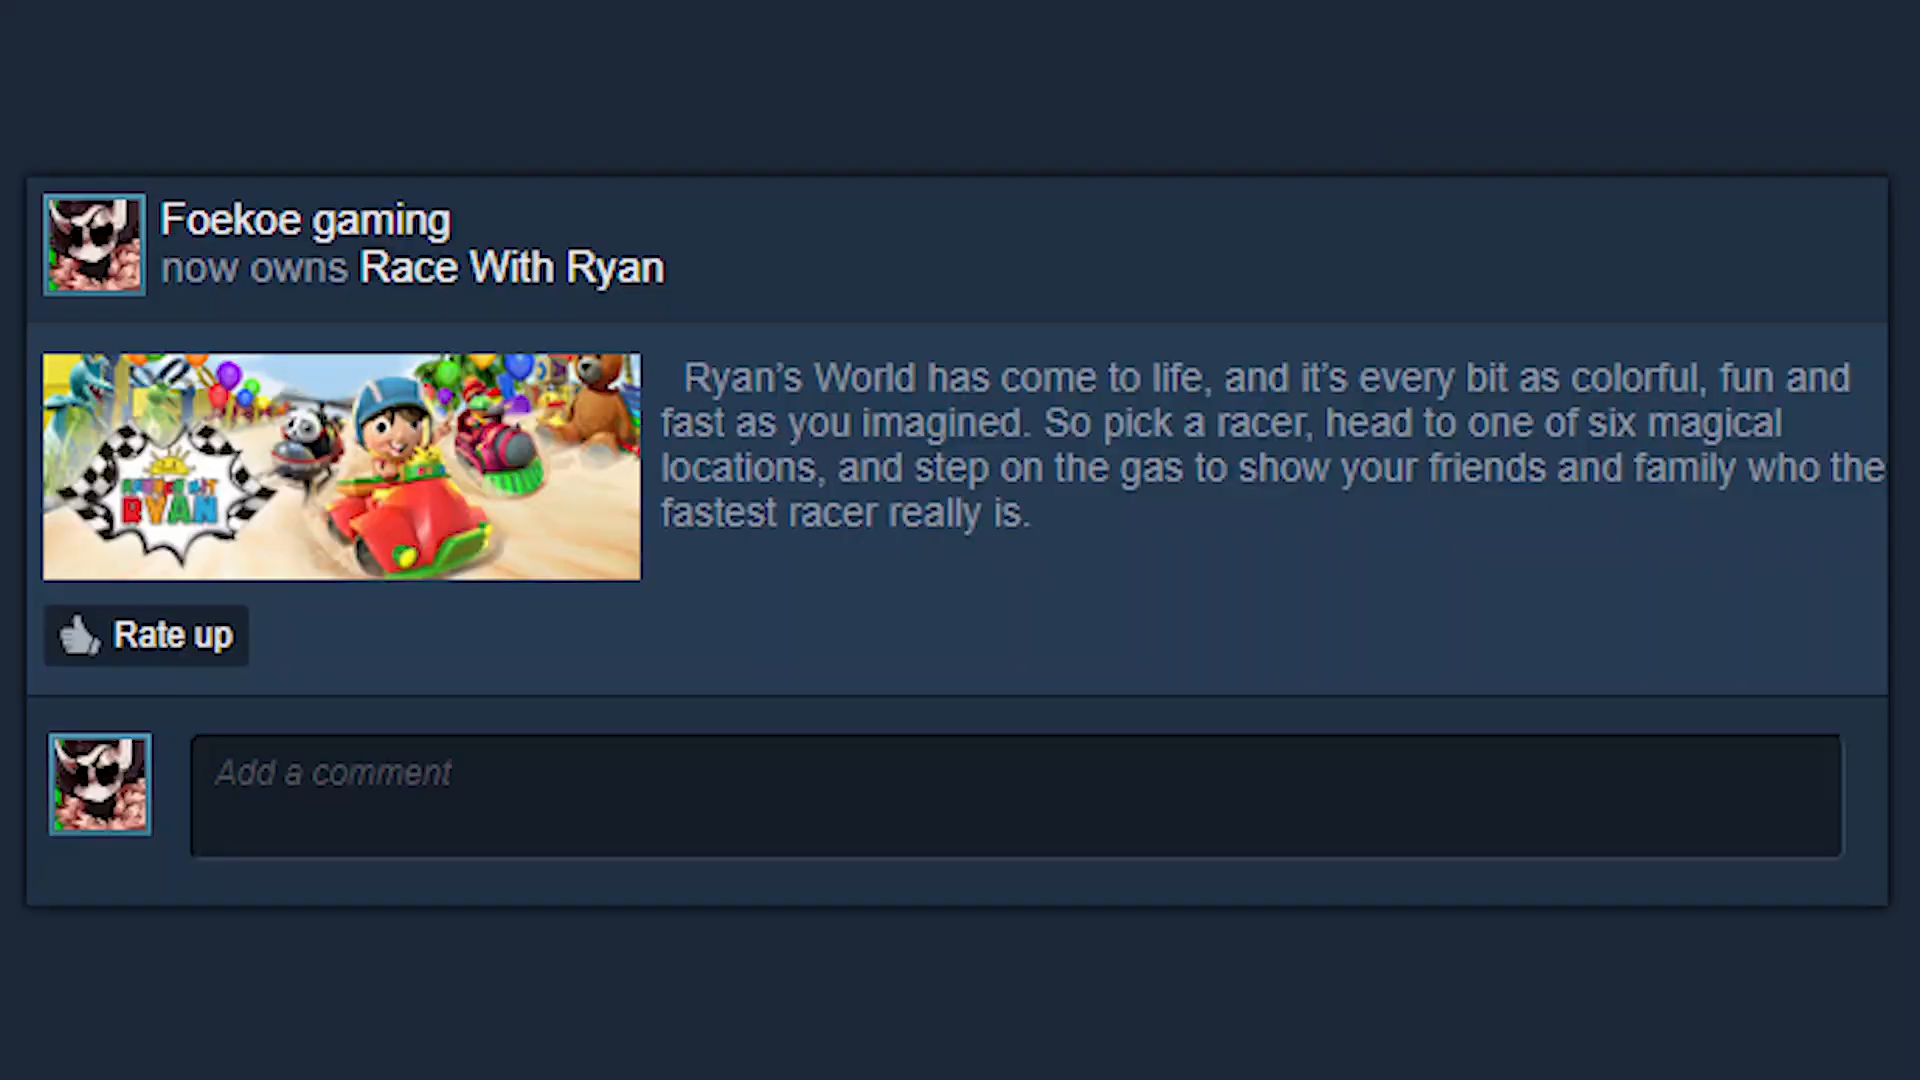 Foekoe gaming
now owns Race With Ryan
Ryan’s World has come to life, and it’s every bit as colorful, fun and
fast as you imagined. So pick a racer, head to one of six magical
locations, and step on the gas to show your friends and family who the
fastest racer really is.
RYAN
Rate up
Add a comment